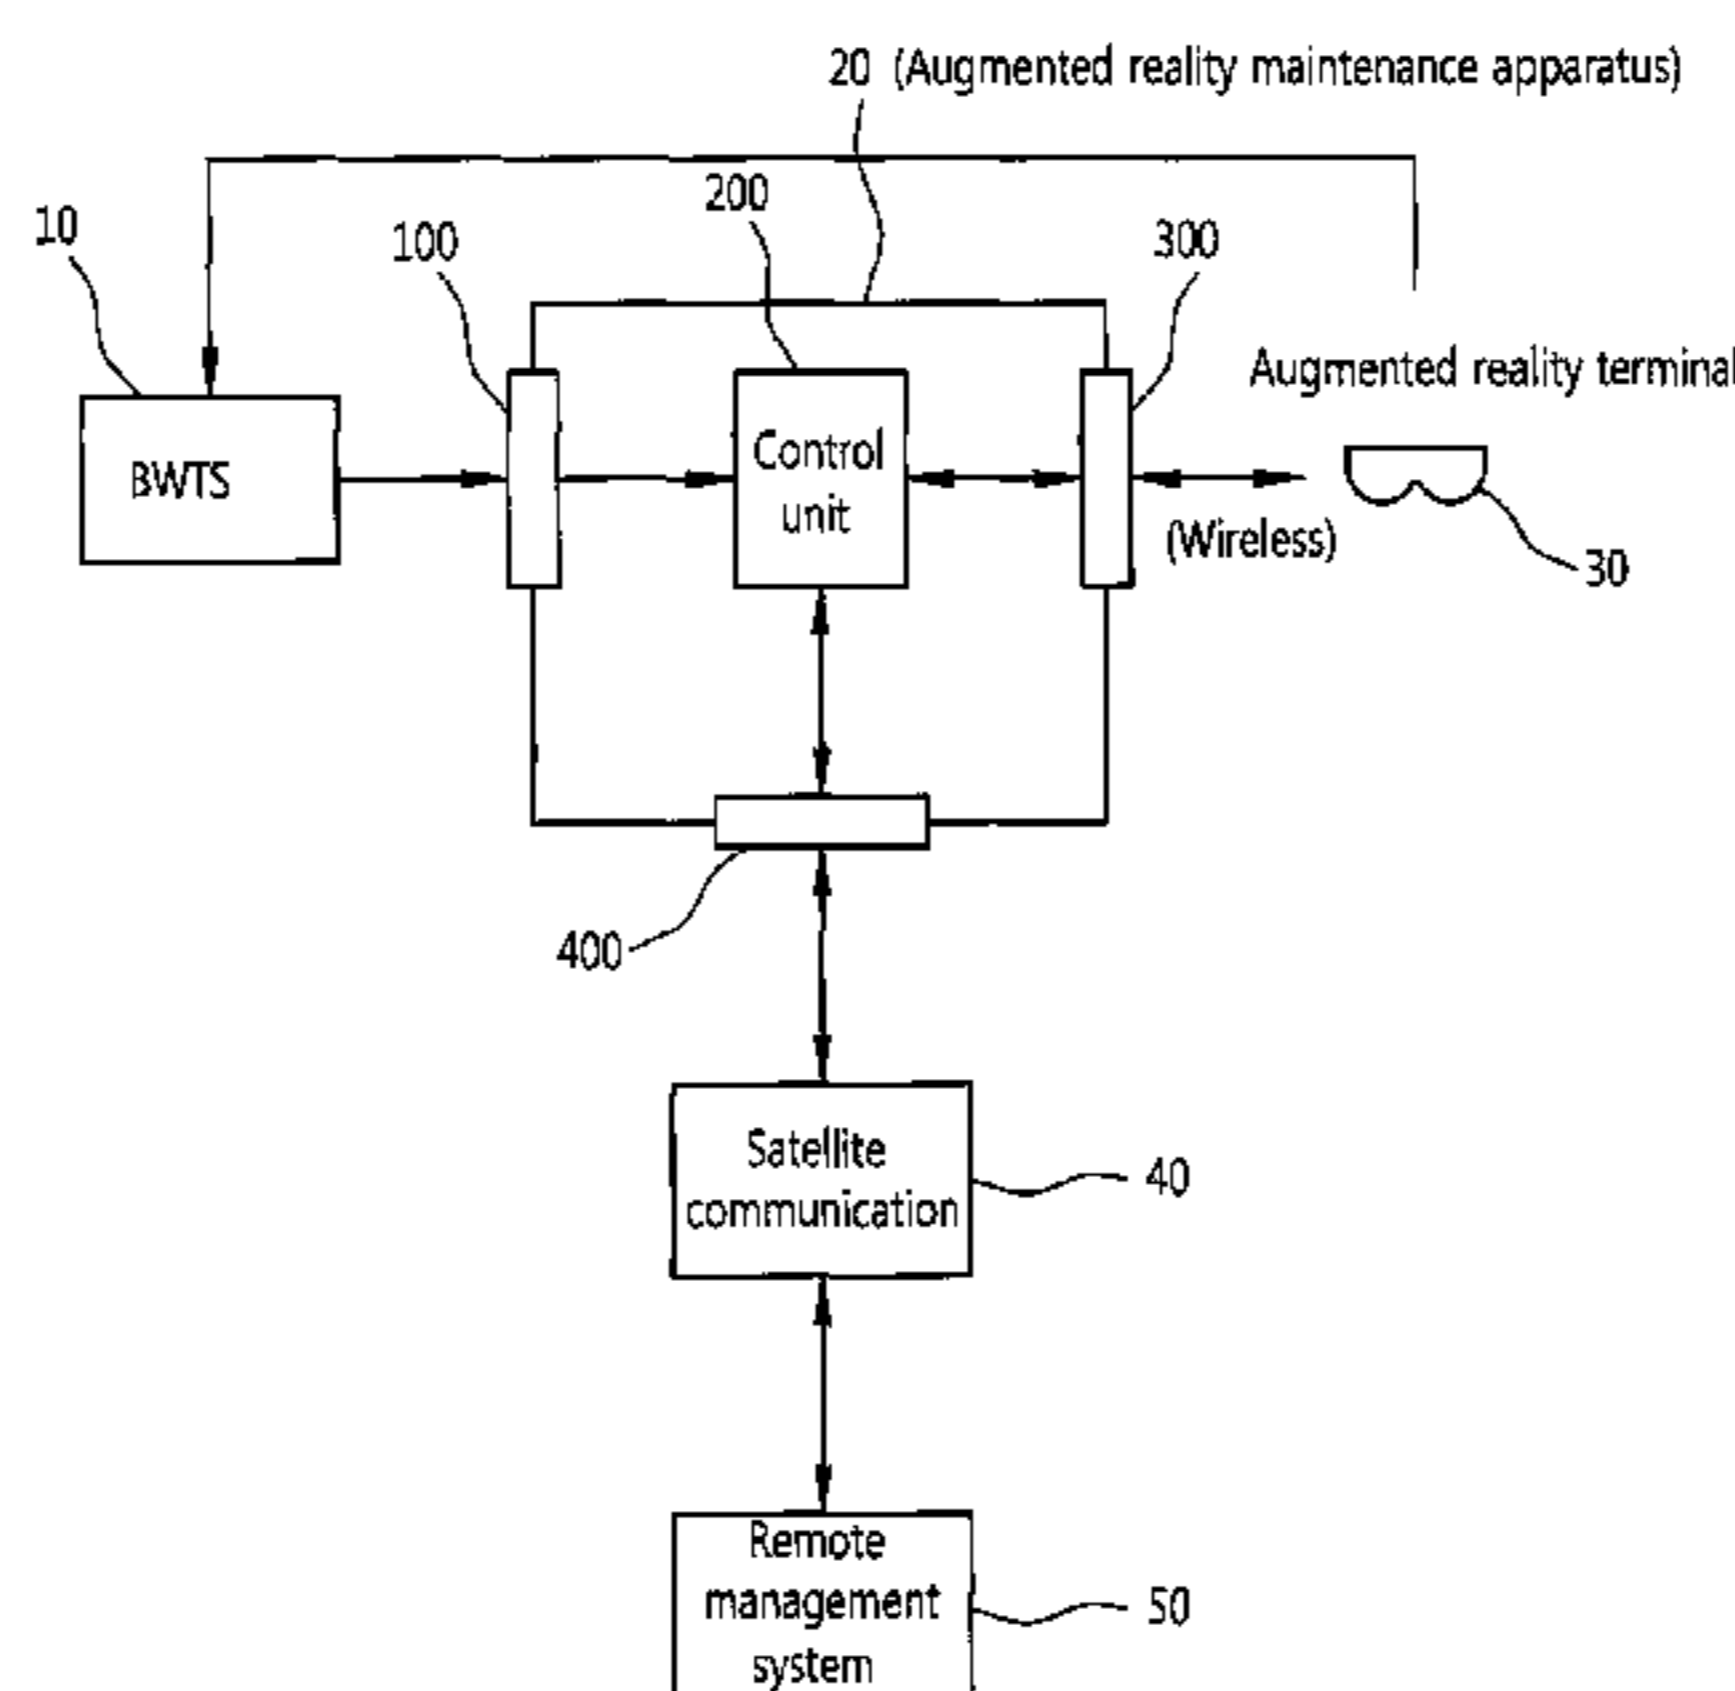 20 (Augmented reality maintenance apparatus)
200
10
100
300
Augmented reality terminal
BWTS
Control
unit
(Wireless)
30
400
Satellite
communication
40
Remote
management
system
50